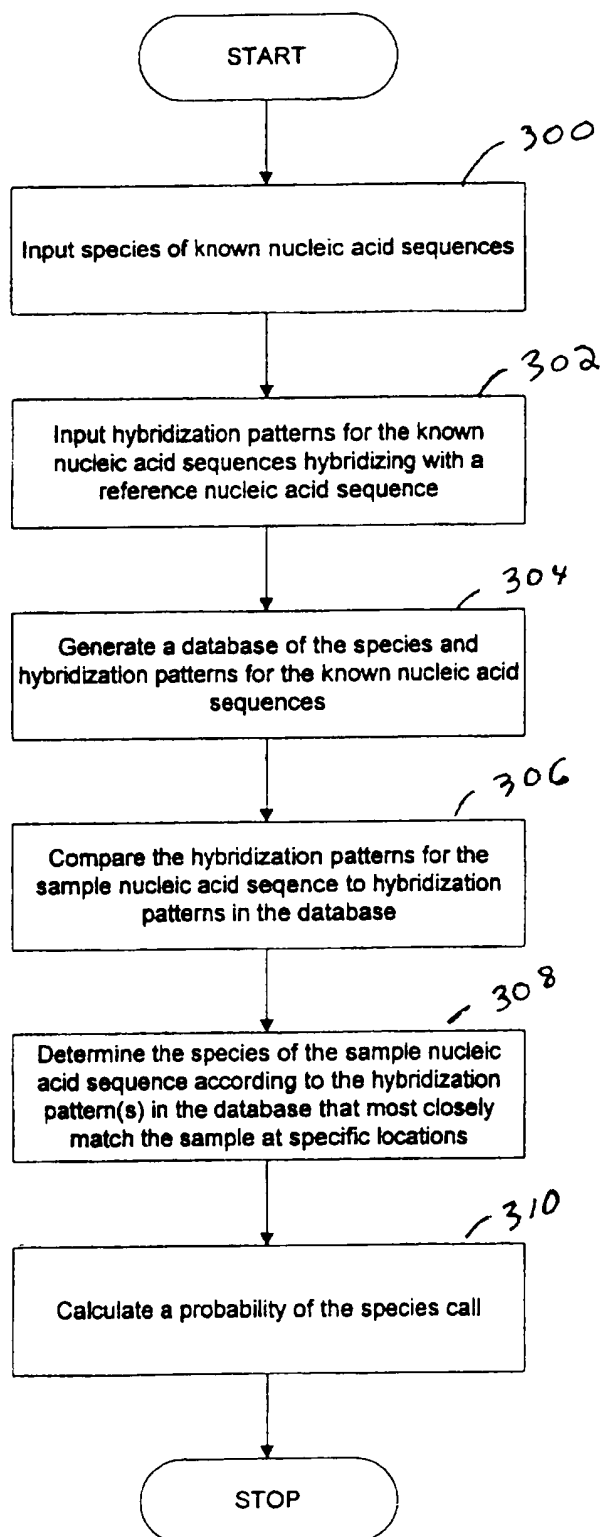 START
300
Input species of known nucleic acid sequences
302
Input hybridization patterns for the known
nucleic acid sequences hybridizing with a
reference nucleic acid sequence
304
Generate a database of the species and
hybridization patterns for the known nucleic acid
sequences
306
Compare the hybridization patterns for the
sample nucleic acid seqence to hybridization
patterns in the database
308
Determine the species of the sample nucleic
acid sequence according to the hybridization
pattern(s) in the database that most closely
match the sample at specific locations
310
Calculate a probability of the species call
STOP